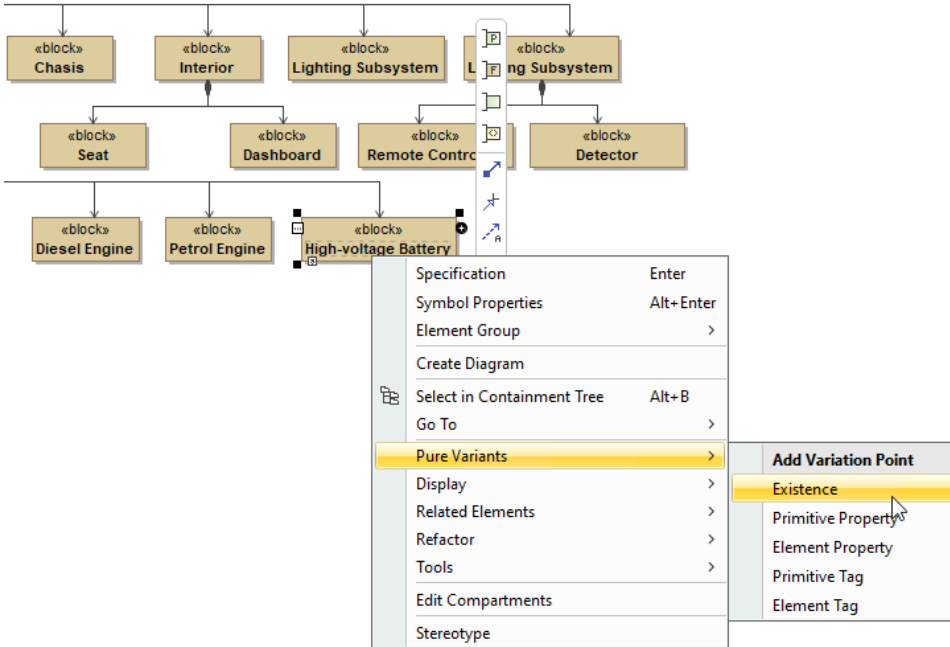 «block»
Chasis
«block»
Interior
«block»
Lighting Subsystem
«block»
L ng Subsystem
P
F
«block»
Seat
«block»
Dashboard
«block»
Remote Contro
«block»
Detector
«block»
Diesel Engine
«block»
Petrol Engine
«block»
High-voltage Battery
A
Specification Enter
Symbol Properties Alt+Enter
Element Group
Create Diagram
Select in Containment Tree Alt+B
Go To
Pure Variants
Display
Related Elements
Refactor
Tools
Edit Compartments
Stereotype
Add Variation Point
Existence
Primitive Property
Element Property
Primitive Tag
Element Tag